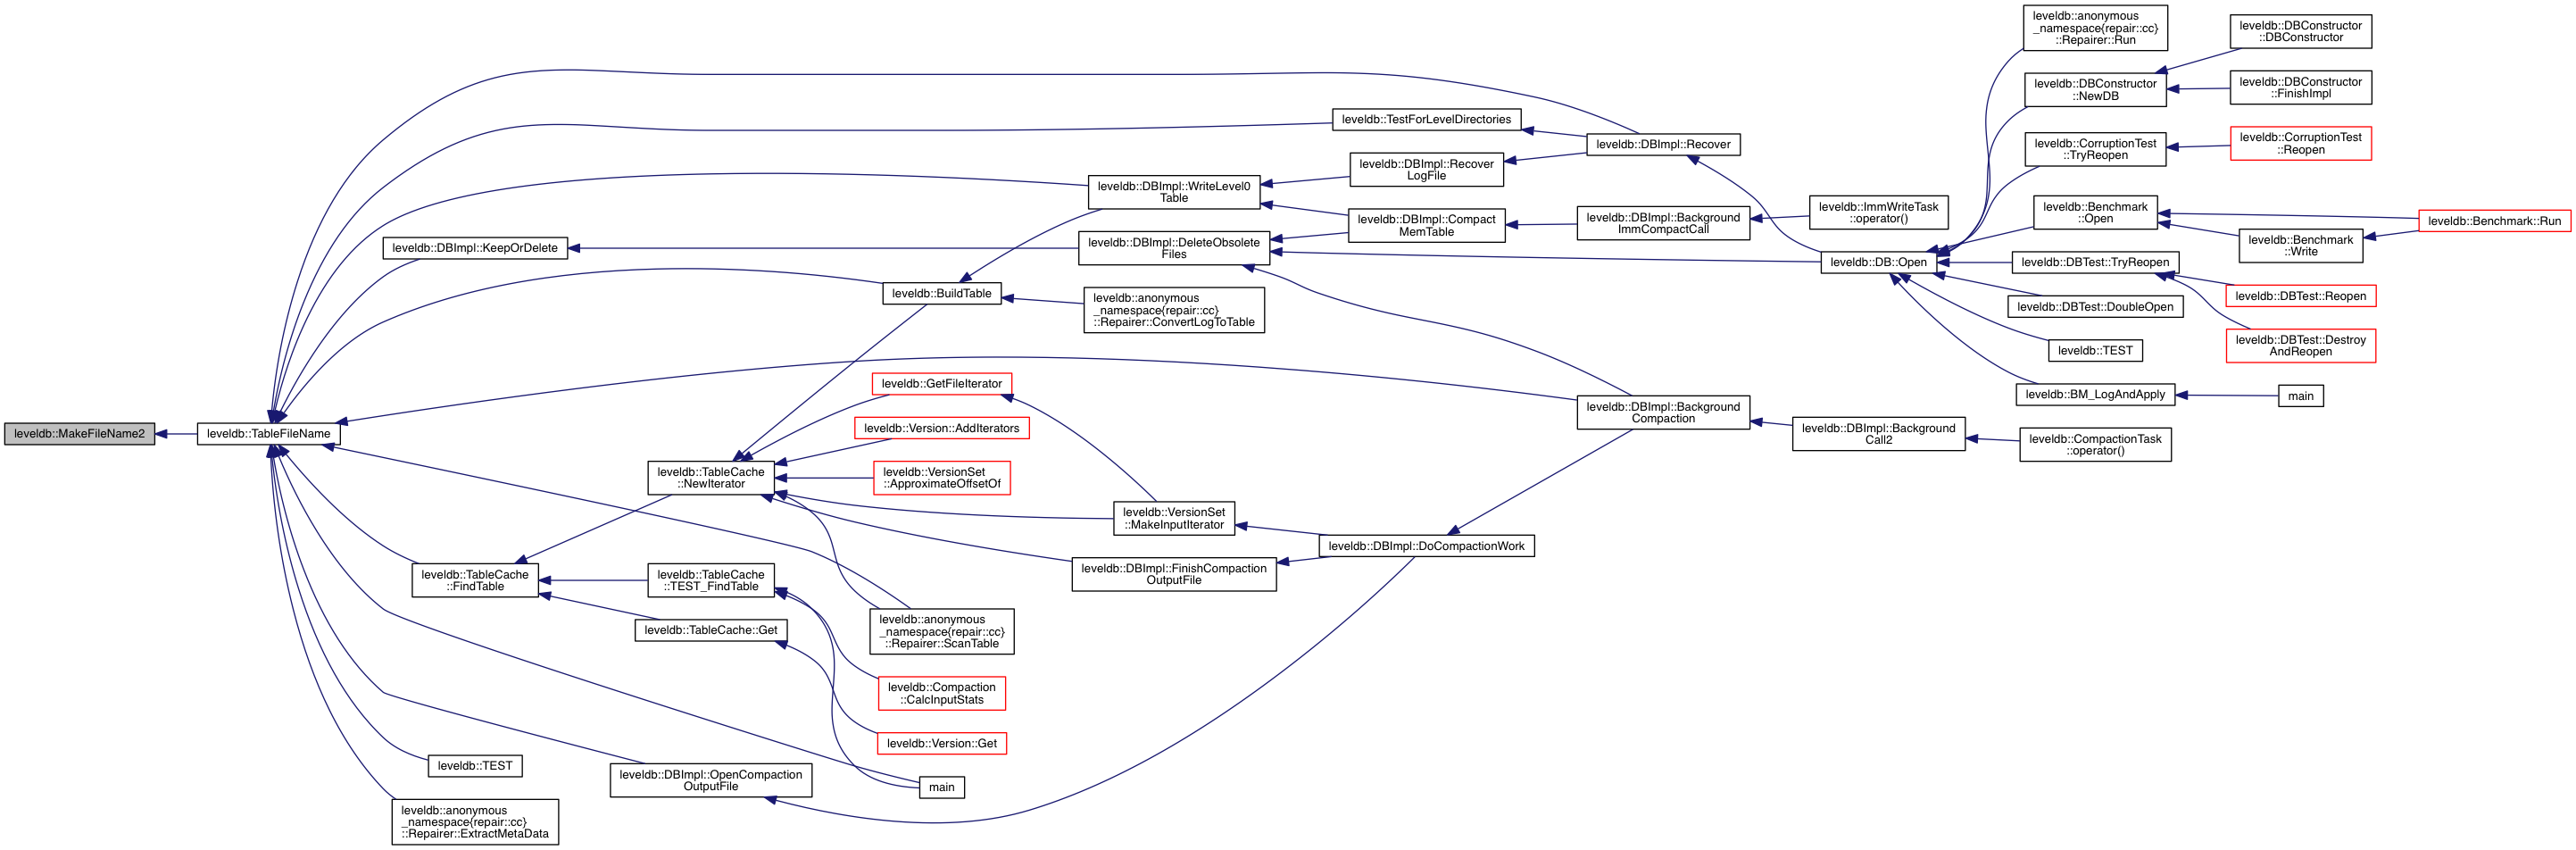 leveldb::MakeFileName2
leveldb::TableFileName
leveldb::DBImpl::KeepOrDelete
leveldb::TableCache
::FindTable
leveldb::TEST
leveldb::anonymous
_namespace{repair::cc}
::Repairer::ExtractMetaData
leveldb::TableCache
::NewIterator
leveldb::TableCache
::TEST_FindTable
leveldb::TableCache::Get
leveldb::DBImpl::OpenCompaction
OutputFile
leveldb::BuildTable
leveldb::GetFileIterator
leveldb::Version::AddIterators
leveldb::VersionSet
::ApproximateOffsetOf
leveldb::anonymous
_namespace{repair::cc}
::Repairer::ScanTable
leveldb::Compaction
::CalcInputStats
leveldb::Version::Get
main
leveldb::DBImpl::WriteLevel0
Table
leveldb::DBImpl::DeleteObsolete
Files
leveldb::anonymous
_namespace{repair::cc}
::Repairer::ConvertLogToTable
leveldb::VersionSet
::MakeInputIterator
leveldb::DBImpl::FinishCompaction
OutputFile
leveldb::TestForLevelDirectories
leveldb::DBImpl::Recover
LogFile
leveldb::DBImpl::Compact
MemTable
leveldb::DBImpl::DoCompactionWork
leveldb::DBImpl::Recover
leveldb::DBImpl::Background
ImmCompactCall
leveldb::DBImpl::Background
Compaction
leveldb::ImmWriteTask
::operator()
leveldb::DB::Open
leveldb::DBImpl::Background
Call2
leveldb::anonymous
_namespace{repair::cc}
::Repairer::Run
leveldb::DBConstructor
::NewDB
leveldb::CorruptionTest
::TryReopen
leveldb::Benchmark
::Open
leveldb::DBTest::TryReopen
leveldb::DBTest::DoubleOpen
leveldb::TEST
leveldb::BM_LogAndApply
leveldb::CompactionTask
::operator()
leveldb::DBConstructor
::DBConstructor
leveldb::DBConstructor
::FinishImpl
leveldb::CorruptionTest
::Reopen
leveldb::Benchmark
::Write
leveldb::DBTest::Reopen
leveldb::DBTest::Destroy
AndReopen
main
leveldb::Benchmark::Run